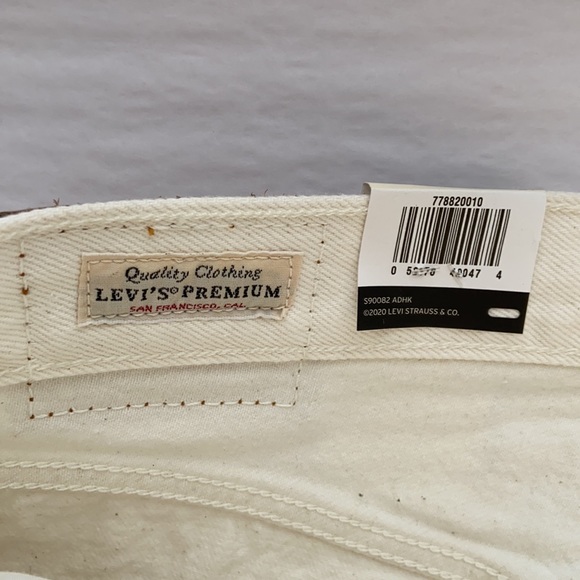 Quality Clothing
LEVI'S® PREMIUM
SAN FRANCISCO, CAL
778820010
0 4
S90082 ADHK
©2020 LEVI STRAUSS & CO.